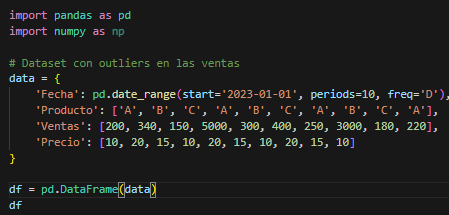 import pandas as pd
import numpy as np
# Dataset con outliers en las ventas
data = {
    'Fecha': pd.date_range(start='2023-01-01', periods=10, freq='D'),
    'Producto': ['A', 'B', 'C', 'A', 'B', 'C', 'A', 'B', 'C', 'A'],
    'Ventas': [200, 340, 150, 5000, 300, 400, 250, 3000, 180, 220],
    'Precio': [10, 20, 15, 10, 20, 15, 10, 20, 15, 10]
}
df = pd.DataFrame(data)
df